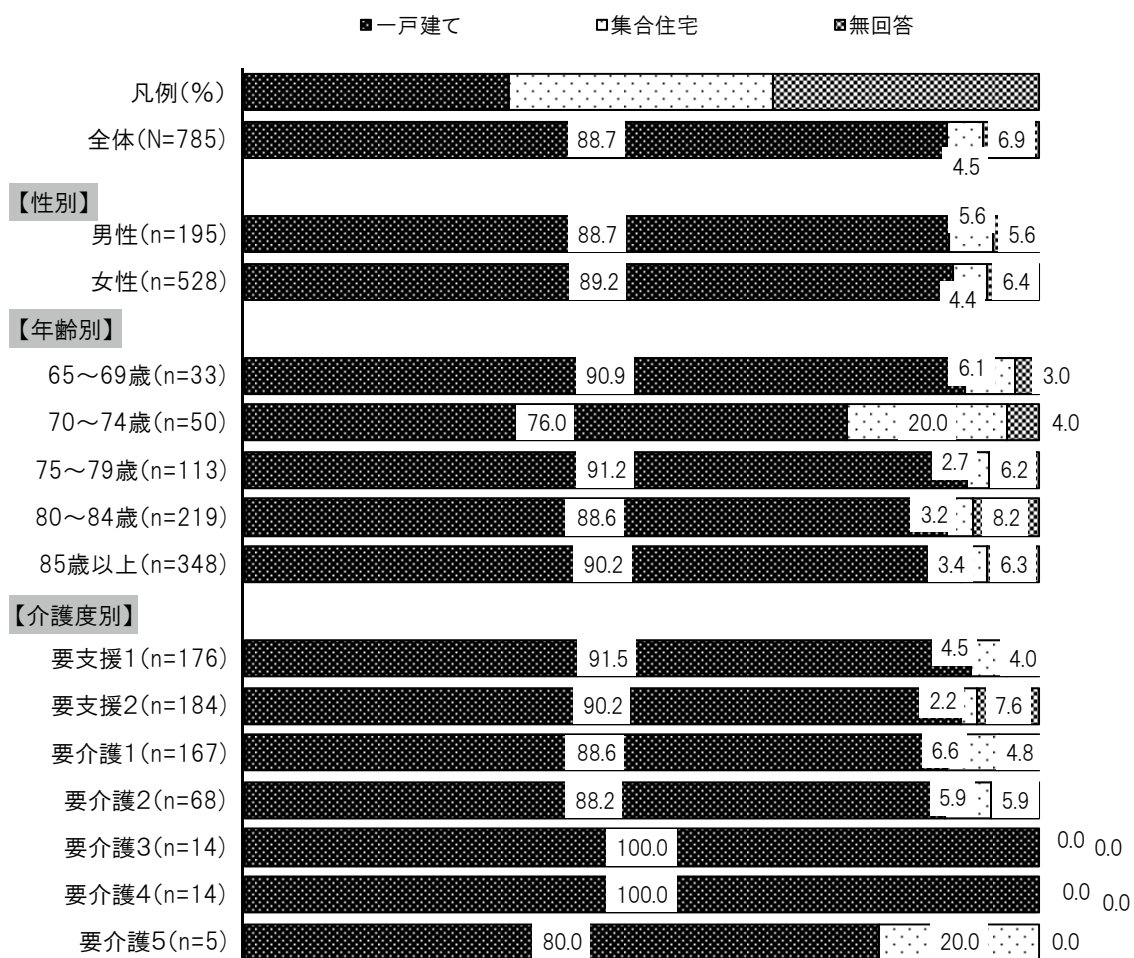 一戸建て 集合住宅 無回答
凡例(%)
全体(N=785) 88.7 4.5 6.9
【性別】
男性(n=195) 88.7 5.6 5.6
女性(n=528) 89.2 4.4 6.4
【年齢別】
65～69歳(n=33) 90.9 6.1 3.0
70～74歳(n=50) 76.0 20.0 4.0
75～79歳(n=113) 91.2 2.7 6.2
80～84歳(n=219) 88.6 3.2 8.2
85歳以上(n=348) 90.2 3.4 6.3
【介護度別】
要支援1(n=176) 91.5 4.5 4.0
要支援2(n=184) 90.2 2.2 7.6
要介護1(n=167) 88.6 6.6 4.8
要介護2(n=68) 88.2 5.9 5.9
要介護3(n=14) 100.0 0.0 0.0
要介護4(n=14) 100.0 0.0 0.0
要介護5(n=5) 80.0 20.0 0.0